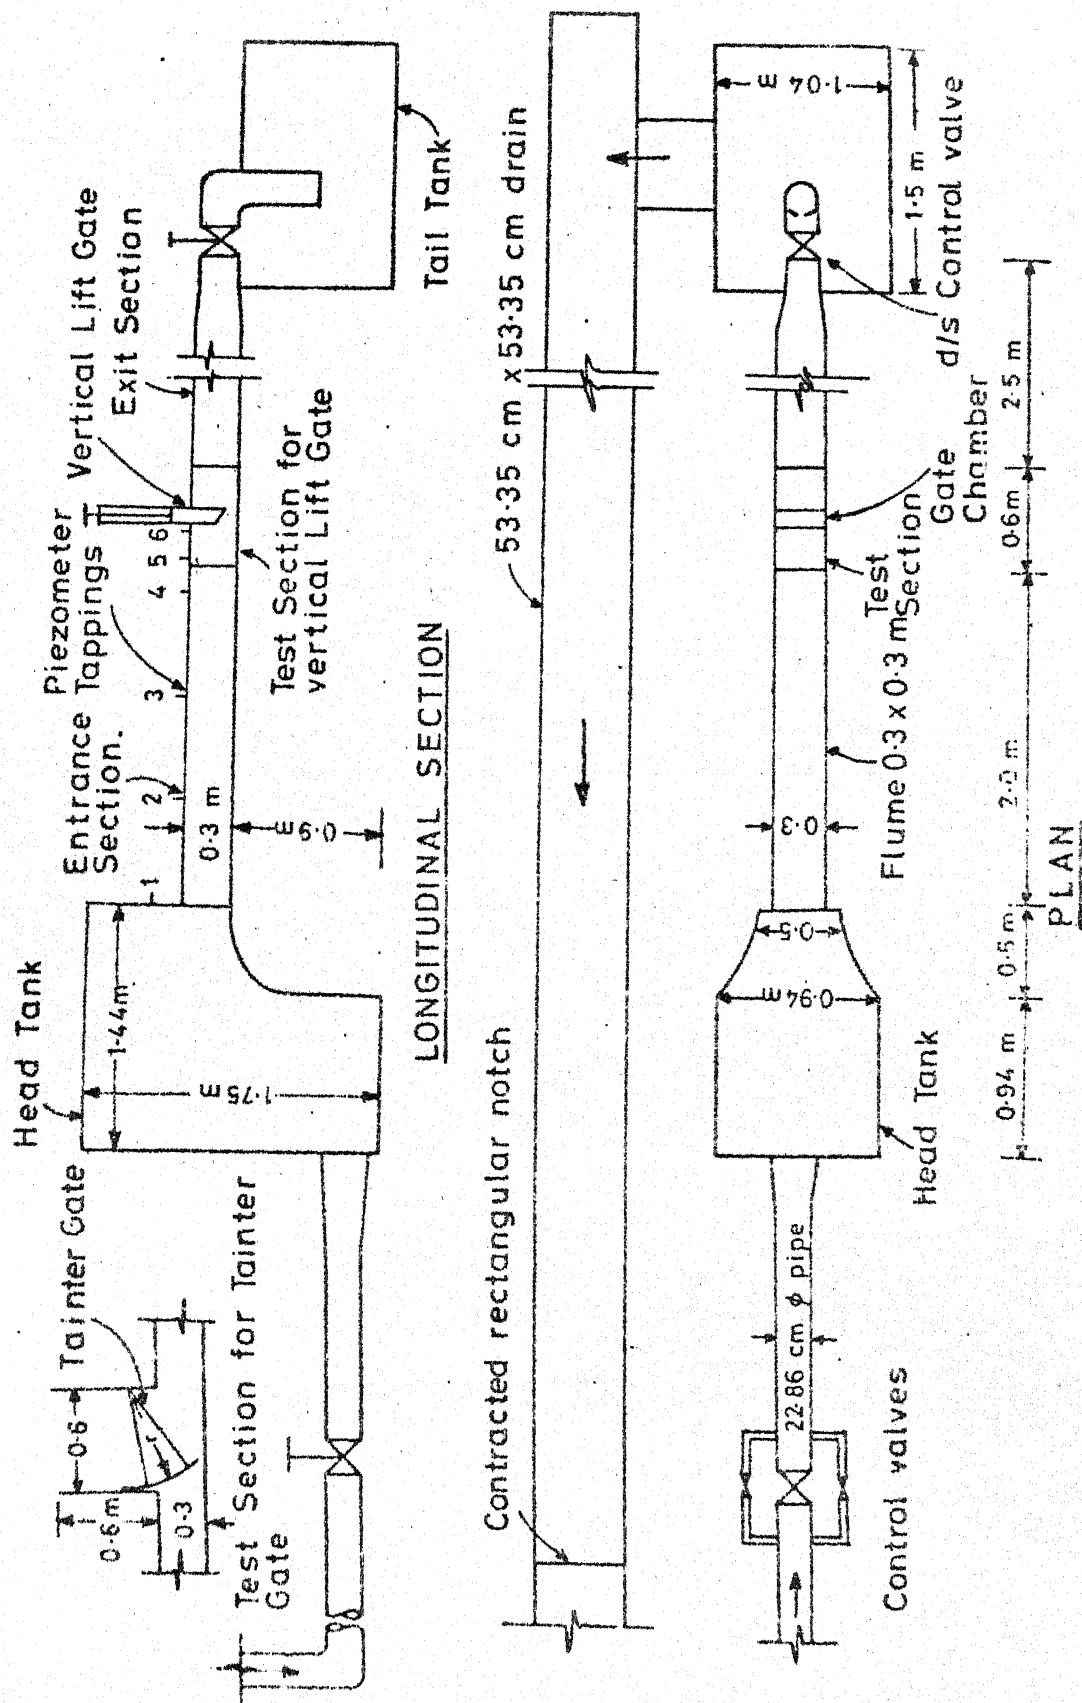 Tainter Gate
0.6
0.6m
0.3
r
Test Section for Tainter
Gate
Head Tank
1.44m
1.75 m
Entrance
Section.
Piezometer
Tappings
Vertical Lift Gate
Exit Section
1
2
3
4
5
6
0.3 m
0.9 m
Test Section for
vertical Lift Gate
Tail Tank
LONGITUDINAL SECTION
Contracted rectangular notch
53.35 cm x 53.35 cm drain
22.86 cm φ pipe
Control valves
0.94m
0.5
0.3
Head Tank
Flume 0.3 x 0.3 m
Test
Section
Gate
Chamber
d/s Control valve
1.04 m
1.5 m
0.94 m
0.5 m
2.0 m
0.6m
2.5 m
PLAN